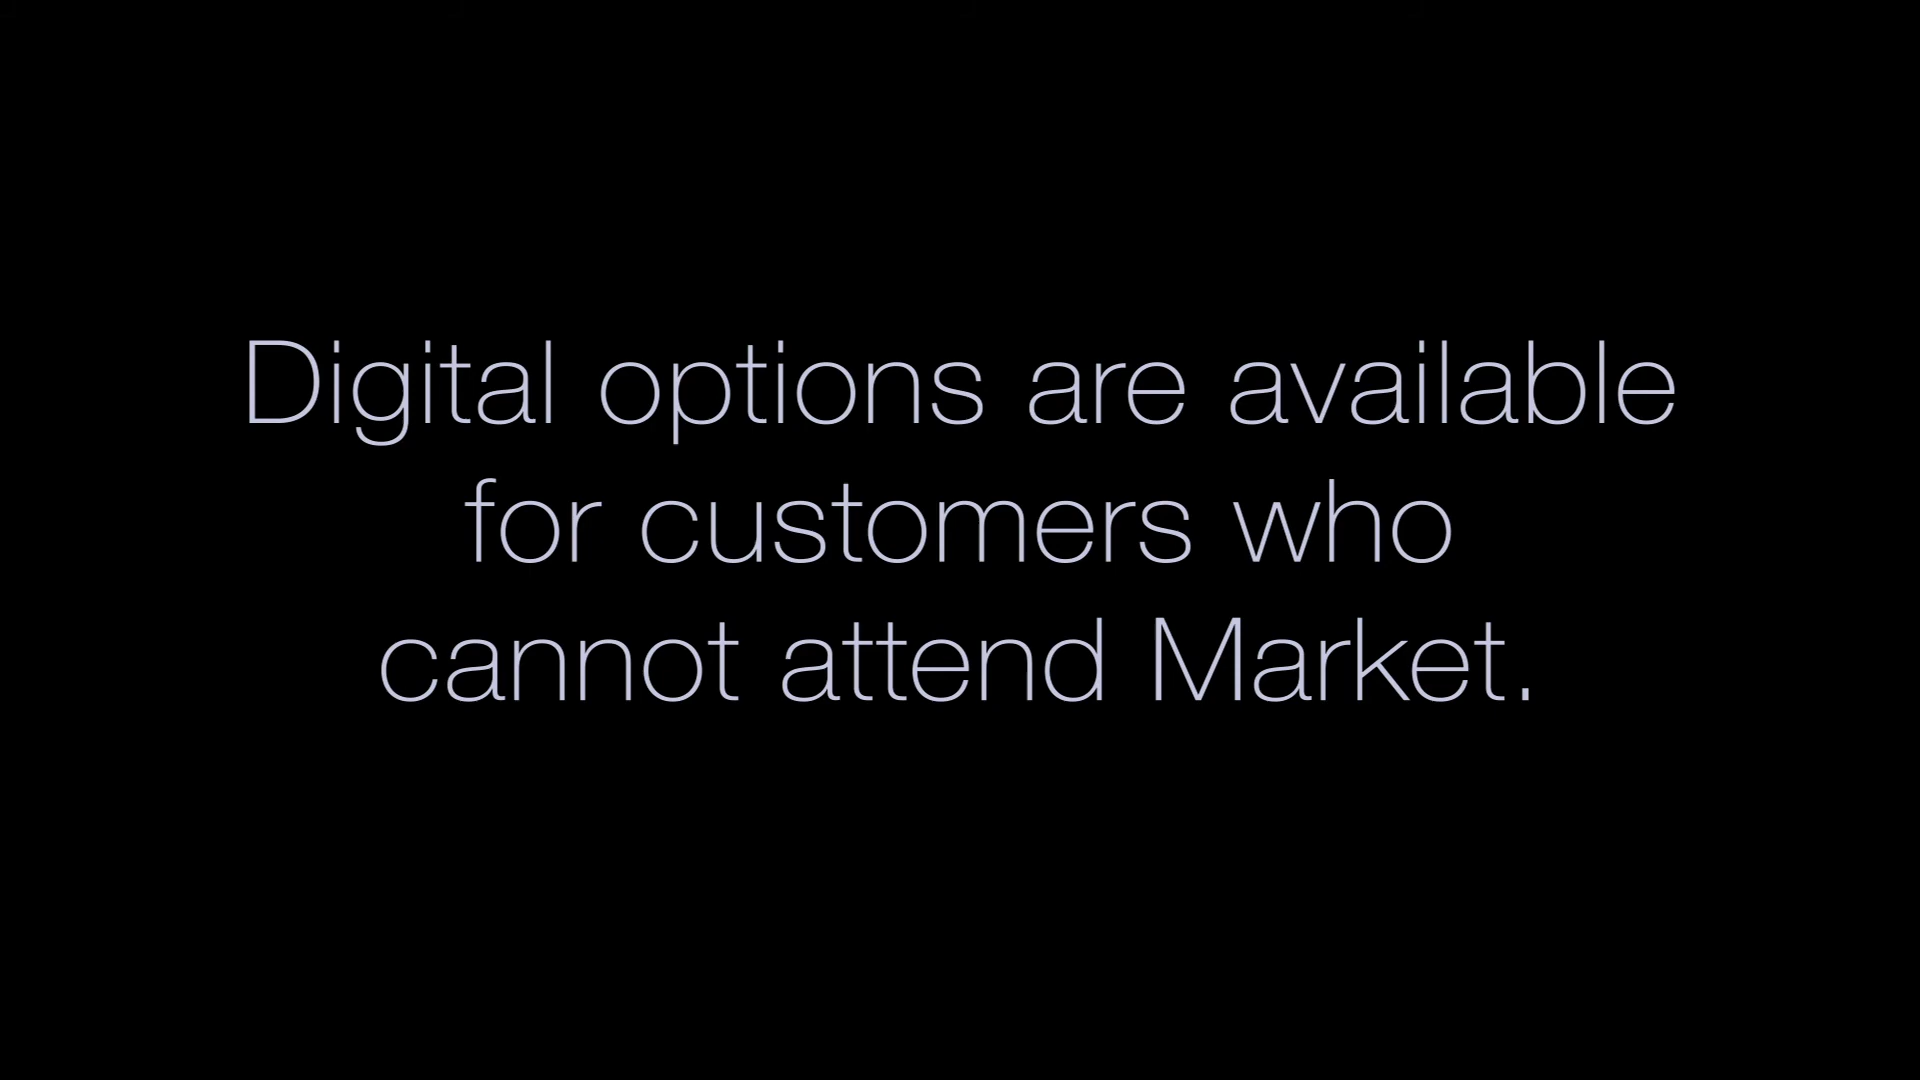 Digital options are available
for customers who
cannot attend Market.